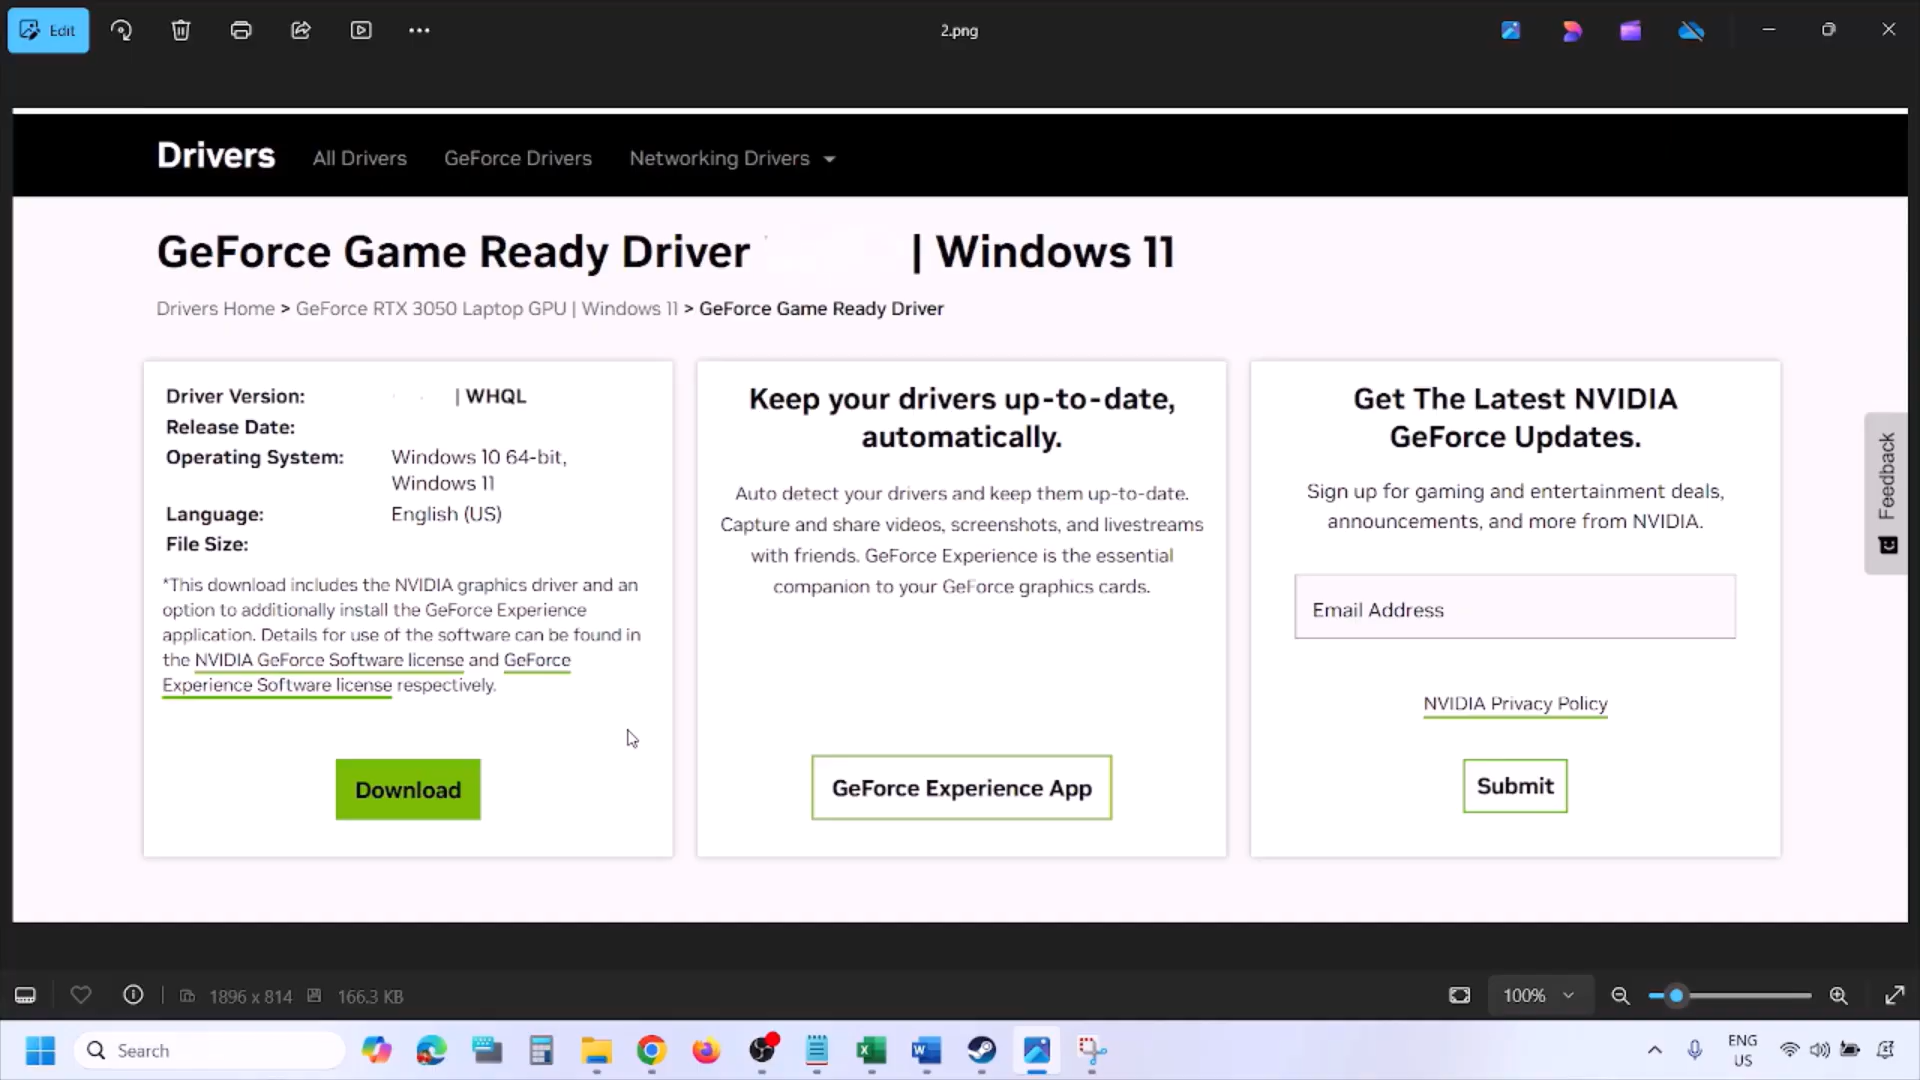 Edit
2.png
Drivers
All Drivers
GeForce Drivers
Networking Drivers
GeForce Game Ready Driver | Windows 11
Drivers Home > GeForce RTX 3050 Laptop GPU | Windows 11 > GeForce Game Ready Driver
Driver Version: | WHQL
Release Date:
Operating System: Windows 10 64-bit,
Windows 11
Language: English (US)
File Size:
*This download includes the NVIDIA graphics driver and an
option to additionally install the GeForce Experience
application. Details for use of the software can be found in
the NVIDIA GeForce Software license and GeForce
Experience Software license respectively.
Download
Keep your drivers up-to-date,
automatically.
Auto detect your drivers and keep them up-to-date.
Capture and share videos, screenshots, and livestreams
with friends. GeForce Experience is the essential
companion to your GeForce graphics cards.
GeForce Experience App
Get The Latest NVIDIA
GeForce Updates.
Sign up for gaming and entertainment deals,
announcements, and more from NVIDIA.
Email Address
NVIDIA Privacy Policy
Submit
Feedback
1896 x 814
166.3 KB
100%
Search
ENG
US